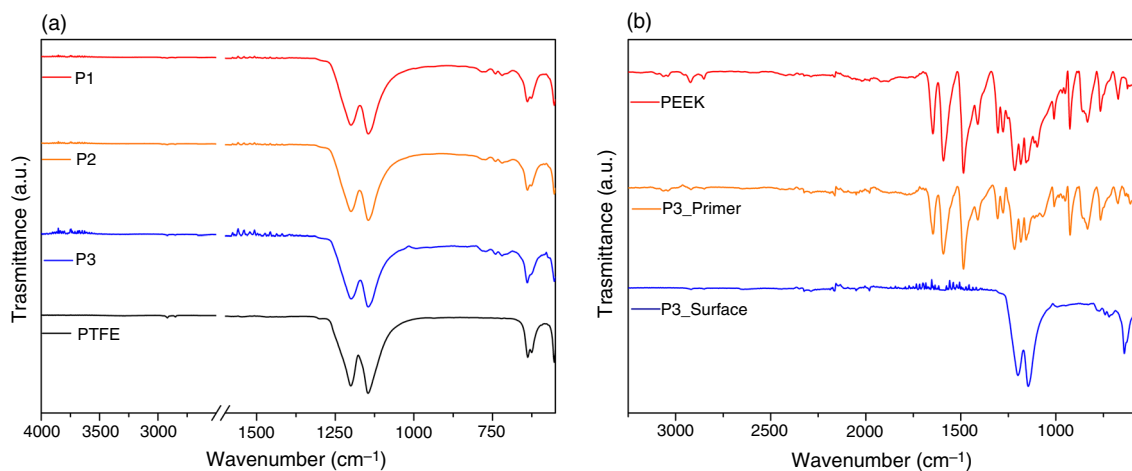 (a)
P1
P2
P3
PTFE
Trasmittance (a.u.)
4000 3500 3000 1500 1250 1000 750
Wavenumber (cm⁻¹)
(b)
PEEK
P3_Primer
P3_Surface
Trasmittance (a.u.)
3000 2500 2000 1500 1000
Wavenumber (cm⁻¹)